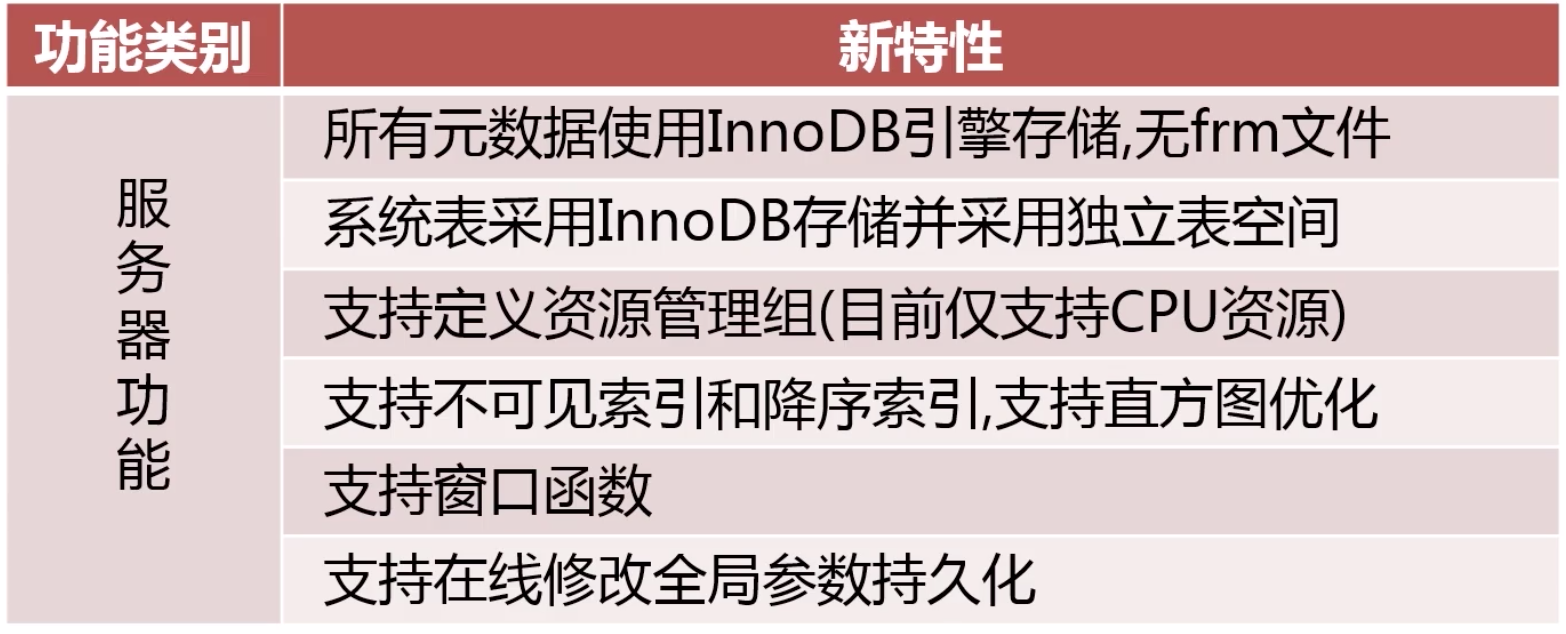 功能类别
新特性
服务器功能
所有元数据使用InnoDB引擎存储,无frm文件
系统表采用InnoDB存储并采用独立表空间
支持定义资源管理组(目前仅支持CPU资源)
支持不可见索引和降序索引,支持直方图优化
支持窗口函数
支持在线修改全局参数持久化